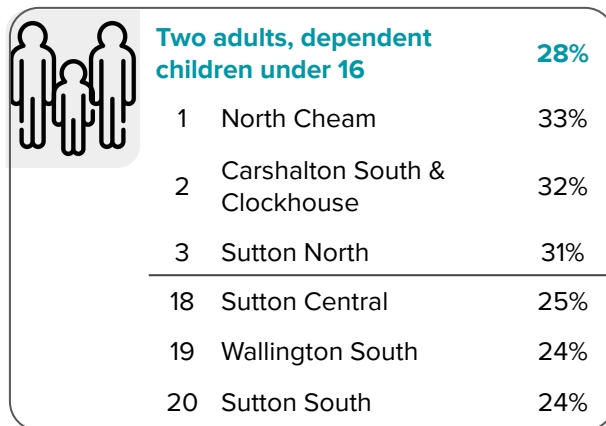 Two adults, dependent
children under 16 28%
1 North Cheam 33%
2 Carshalton South &
Clockhouse 32%
3 Sutton North 31%
18 Sutton Central 25%
19 Wallington South 24%
20 Sutton South 24%